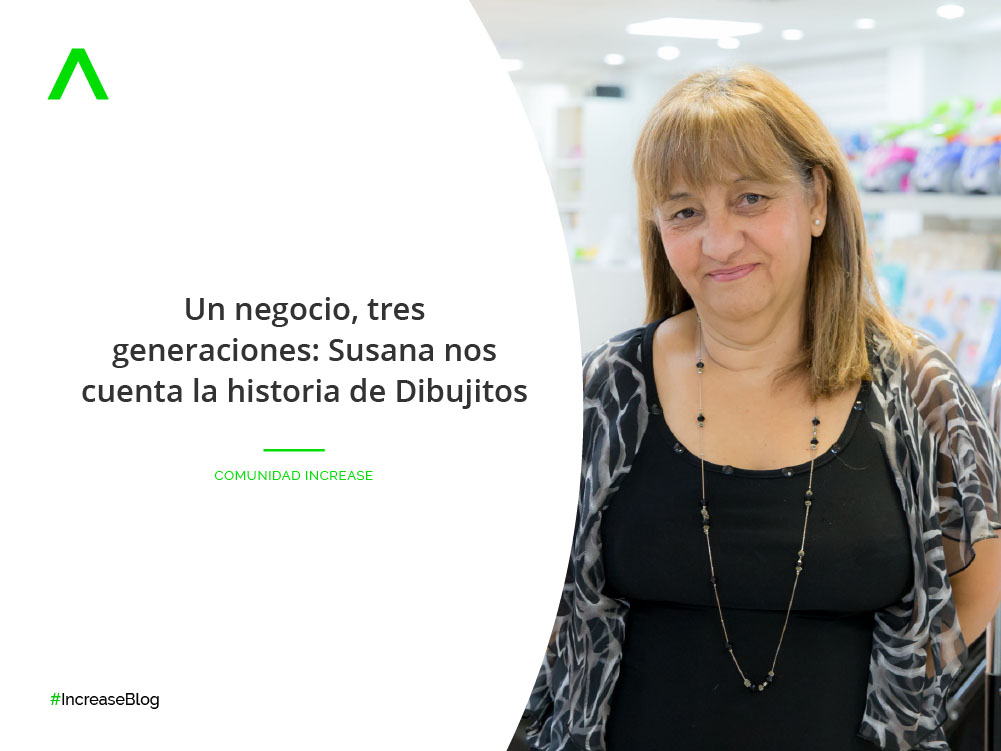 Un negocio, tres
generaciones: Susana nos
cuenta la historia de Dibujitos
COMUNIDAD INCREASE
#IncreaseBlog